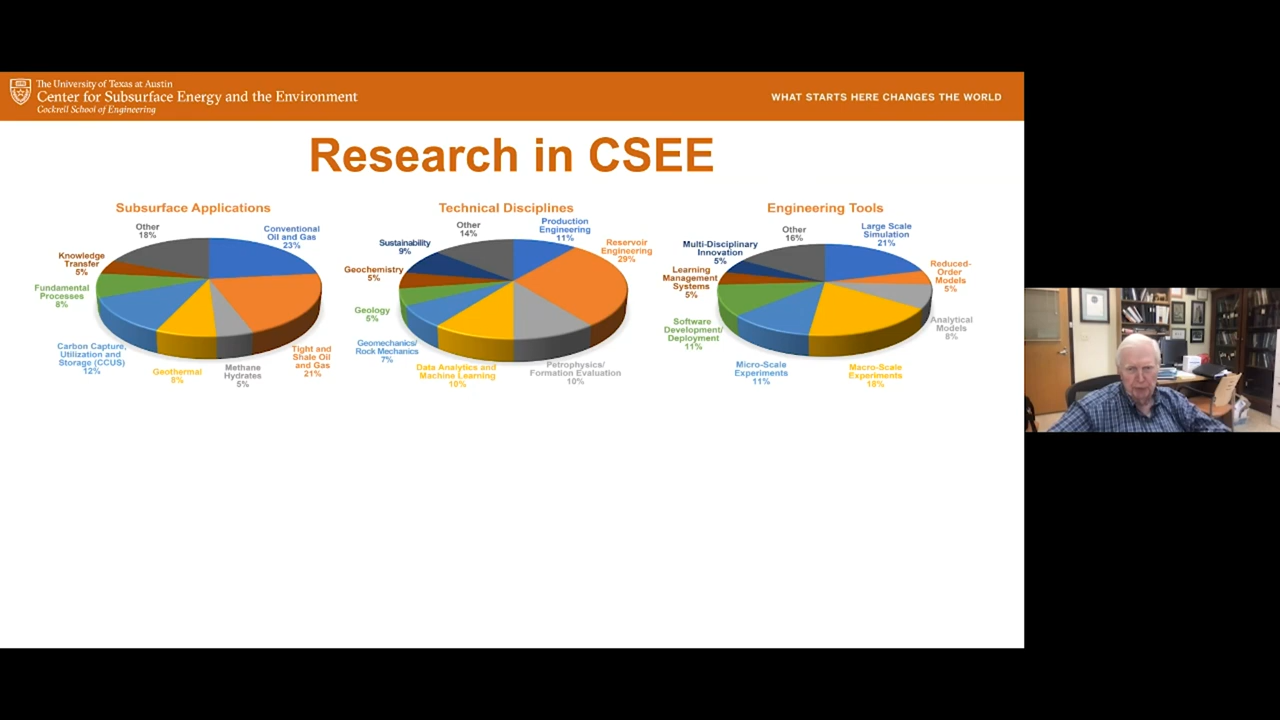 The University of Texas at Austin
Center for Subsurface Energy and the Environment
Cockrell School of Engineering
WHAT STARTS HERE CHANGES THE WORLD
Research in CSEE
Subsurface Applications
Other
18%
Conventional
Oil and Gas
23%
Knowledge
Transfer
5%
Fundamental
Processes
8%
Carbon Capture,
Utilization and
Storage (CCUS)
12%
Geothermal
8%
Methane
Hydrates
5%
Tight and
Shale Oil
and Gas
21%
Technical Disciplines
Other
14%
Production
Engineering
11%
Sustainability
9%
Reservoir
Engineering
29%
Geochemistry
5%
Geology
5%
Geomechanics/
Rock Mechanics
7%
Data Analytics and
Machine Learning
10%
Petrophysics/
Formation Evaluation
10%
Engineering Tools
Other
16%
Large Scale
Simulation
21%
Multi-Disciplinary
Innovation
5%
Reduced-
Order
Models
5%
Learning
Management
Systems
5%
Analytical
Models
8%
Software
Development/
Deployment
11%
Micro-Scale
Experiments
11%
Macro-Scale
Experiments
18%